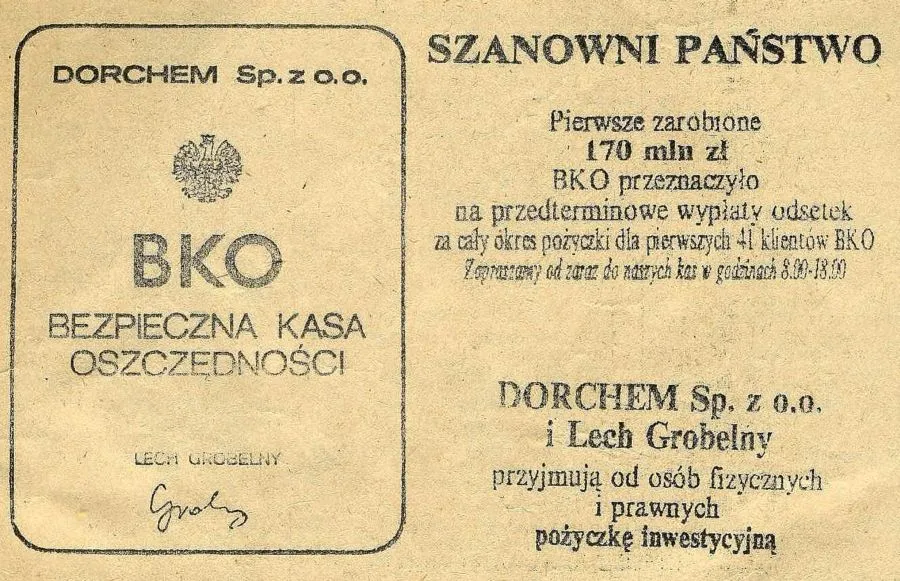 DORCHEM Sp. z o.o.
BKO
BEZPIECZNA KASA
OSZCZĘDNOŚCI
LECH GROBELNY
SZANOWNI PAŃSTWO
Pierwsze zarobione
170 mln zł
BKO przeznaczyło
na przedterminowe wypłaty odsetek
za cały okres pożyczki dla pierwszych 41 klientów BKO
Zapraszamy od zaraz do naszych kas w godzinach 8.00-18.00
DORCHEM Sp. z o.o.
i Lech Grobelny
przyjmują od osób fizycznych
i prawnych
pożyczkę inwestycyjną